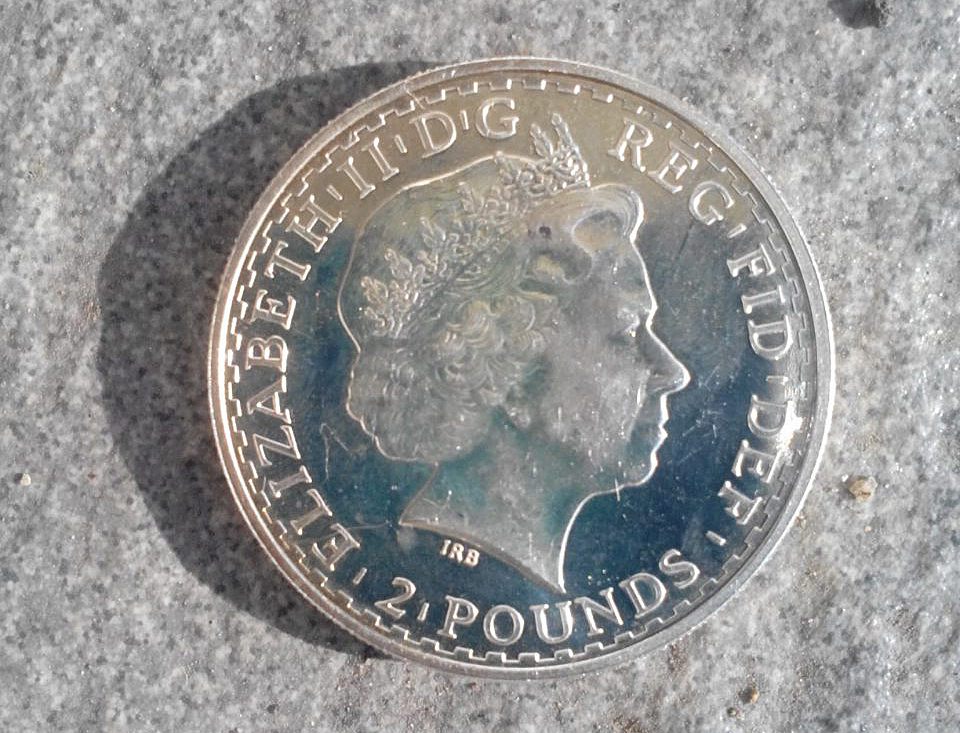 ELIZABETH·II·D·G REG·FID·DEF·2·POUNDS
IRB